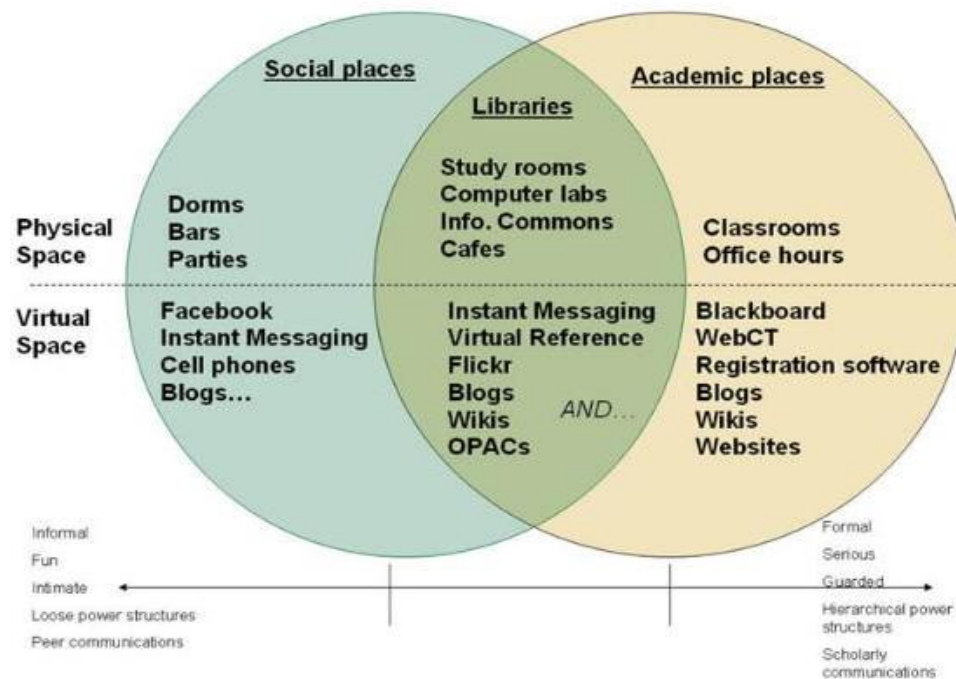 Social places
Academic places
Libraries
Physical
Space
Dorms
Bars
Parties
Study rooms
Computer labs
Info. Commons
Cafes
Classrooms
Office hours
Virtual
Space
Facebook
Instant Messaging
Cell phones
Blogs…
Instant Messaging
Virtual Reference
Flickr
Blogs
Wikis
OPACs
AND…
Blackboard
WebCT
Registration software
Blogs
Wikis
Websites
Informal
Fun
Intimate
Loose power structures
Peer communications
Formal
Serious
Guarded
Hierarchical power
structures
Scholarly
communications